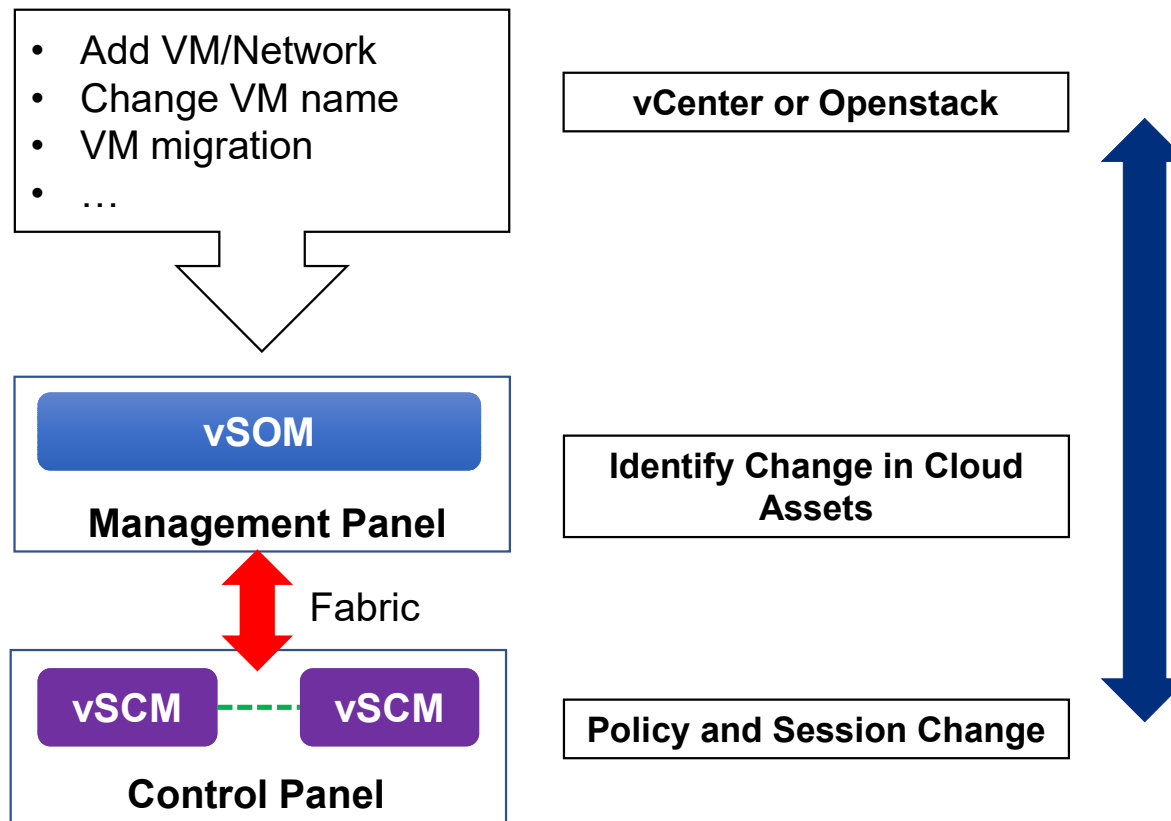 • Add VM/Network
• Change VM name
• VM migration
• …
vCenter or Openstack
vSOM
Management Panel
Identify Change in Cloud
Assets
Fabric
vSCM
vSCM
Control Panel
Policy and Session Change